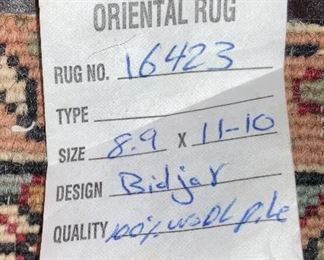 ORIENTAL RUG
RUG NO. 16423
TYPE
SIZE 8.9 X 11-10
DESIGN Bidjar
QUALITY 100% wool pile